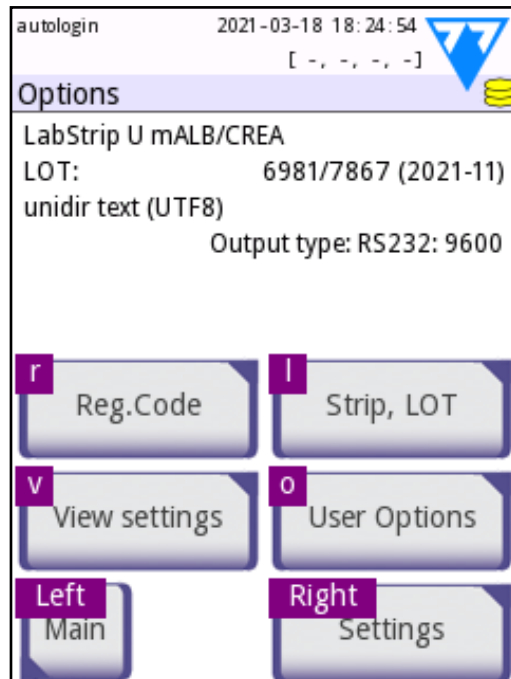 autologin 2021-03-18 18:24:54
[ -, -, -, -]
Options
LabStrip U mALB/CREA
LOT: 6981/7867 (2021-11)
unidir text (UTF8)
Output type: RS232: 9600
r l
Reg.Code Strip, LOT
v o
View settings User Options
Left Right
Main Settings